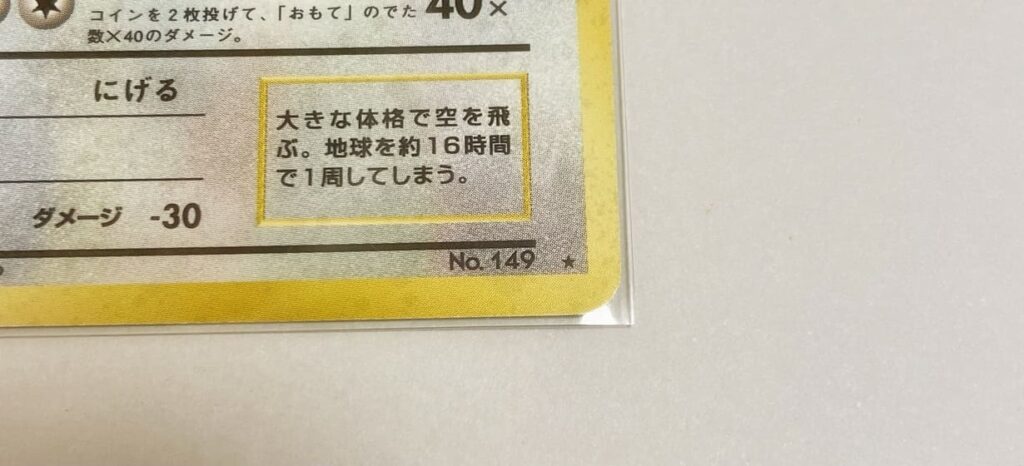 コインを2枚投げて、「おもて」のでた 40×
数×40のダメージ。
にげる
大きな体格で空を飛
ぶ。地球を約16時間
で1周してしまう。
ダメージ -30
No. 149 ★